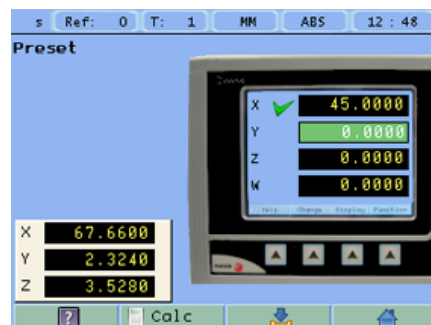 s Ref: 0 T: 1 MM ABS 12 : 48
Preset
X 45.0000
Y 0.0000
Z 0.0000
W 0.0000
Help Change Display Function
X 67.6600
Y 2.3240
Z 3.5280
? Calc